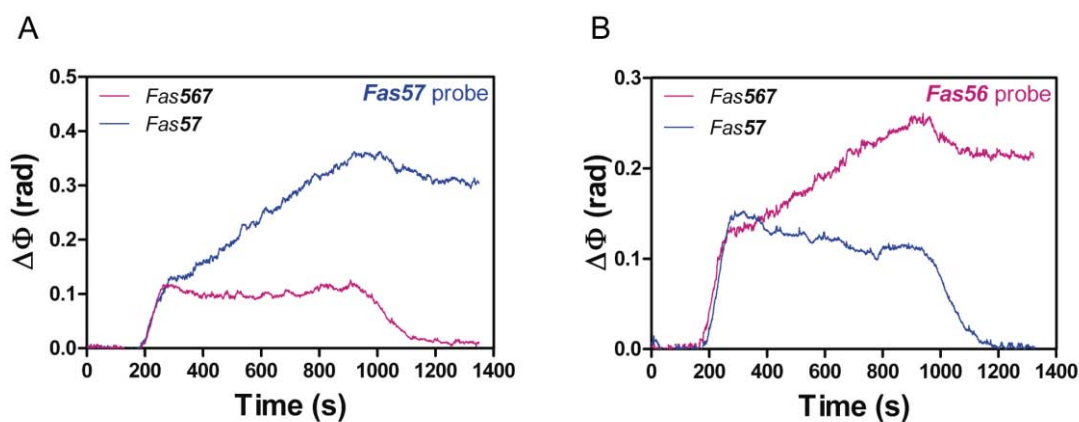 A
0.5
0.4
0.3
0.2
0.1
0.0
ΔΦ (rad)
Fas567
Fas57
Fas57 probe
0 200 400 600 800 1000 1200 1400
Time (s)
B
0.3
0.2
0.1
0.0
ΔΦ (rad)
Fas567
Fas57
Fas56 probe
0 200 400 600 800 1000 1200 1400
Time (s)